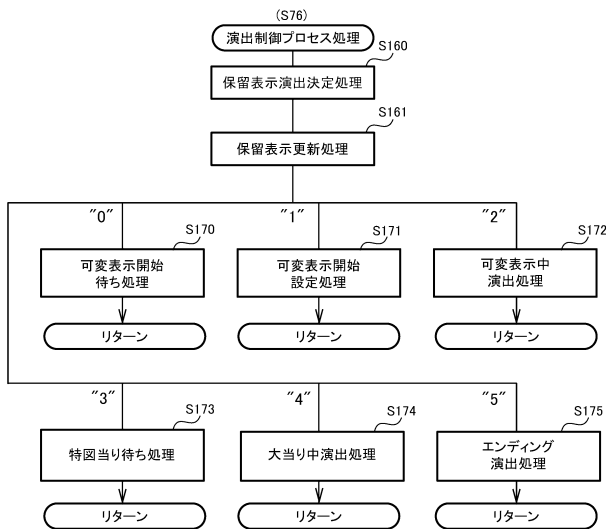 (S76)
演出制御プロセス処理
S160
保留表示演出決定処理
S161
保留表示更新処理
"0"
"1"
"2"
S170
可変表示開始
待ち処理
リターン
S171
可変表示開始
設定処理
リターン
S172
可変表示中
演出処理
リターン
"3"
"4"
"5"
S173
特図当り待ち処理
リターン
S174
大当り中演出処理
リターン
S175
エンディング
演出処理
リターン